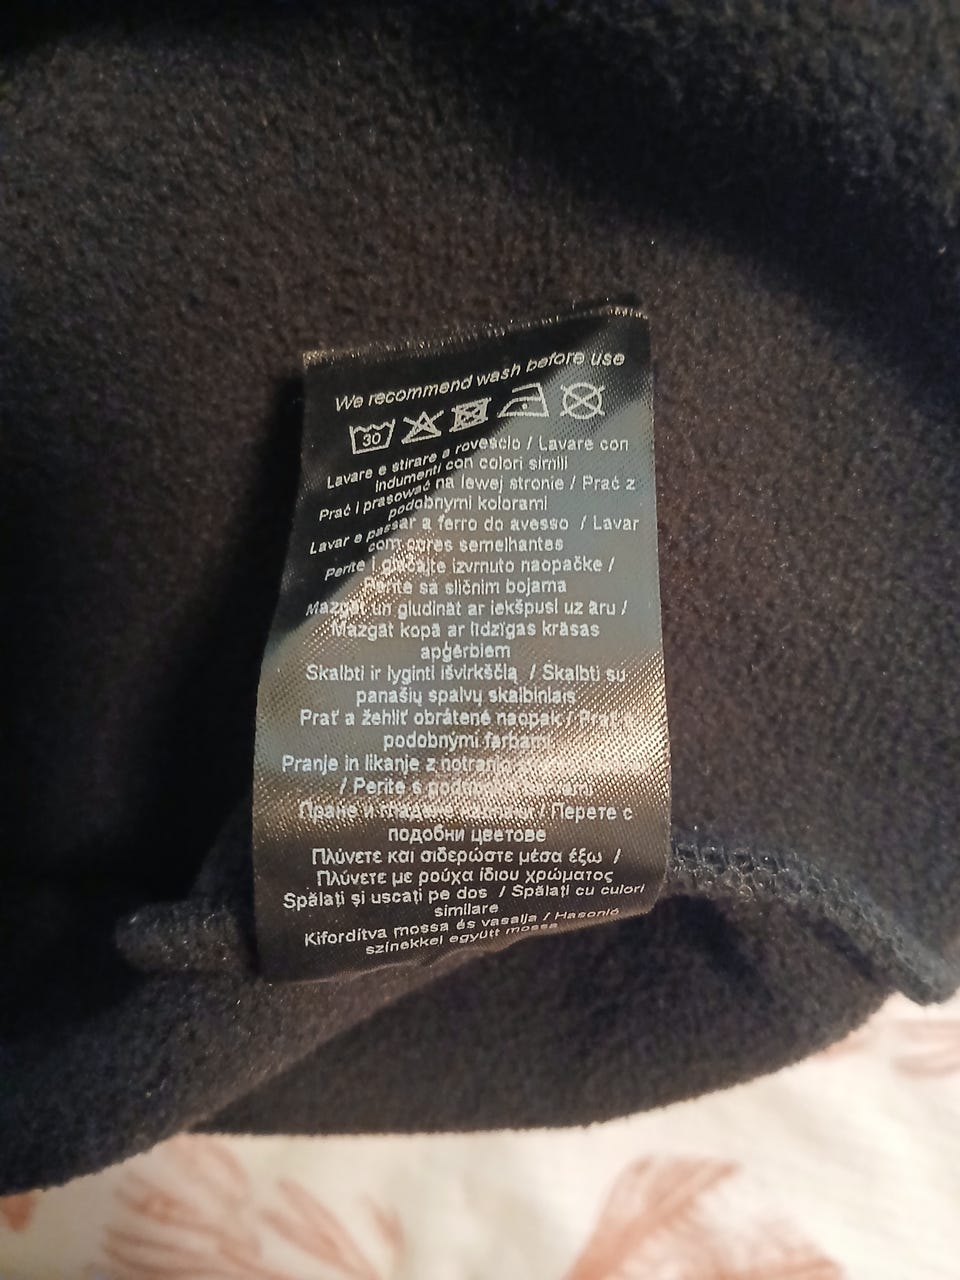 We recommend wash before use
30
Lavare e stirare a rovescio / Lavare con
indumenti con colori simili
Prać i prasować na lewej stronie / Prać z
podobnymi kolorami
Lavar e passar a ferro do avesso / Lavar
com cores semelhantes
Perite i glačajte izvrnuto naopačke /
Perite sa sličnim bojama
Mazgāt un gludināt ar iekšpusi uz āru /
Mazgāt kopā ar līdzīgas krāsas
apģērbiem
Skalbti ir lyginti išvirkščią / Skalbti su
panašių spalvų skalbiniais
Prať a žehliť obrátené naopak / Prať s
podobnými farbami
Pranje in likanje z notranje
/ Perite s podobnimi barvami
Пране и гладене / Перете с
подобни цветове
Πλύνετε και σιδερώστε μέσα έξω /
Πλύνετε με ρούχα ίδιου χρώματος
Spălați și uscați pe dos / Spălați cu culori
similare
Kifordítva mossa és vasalja / Hasonló
színekkel együtt mossa